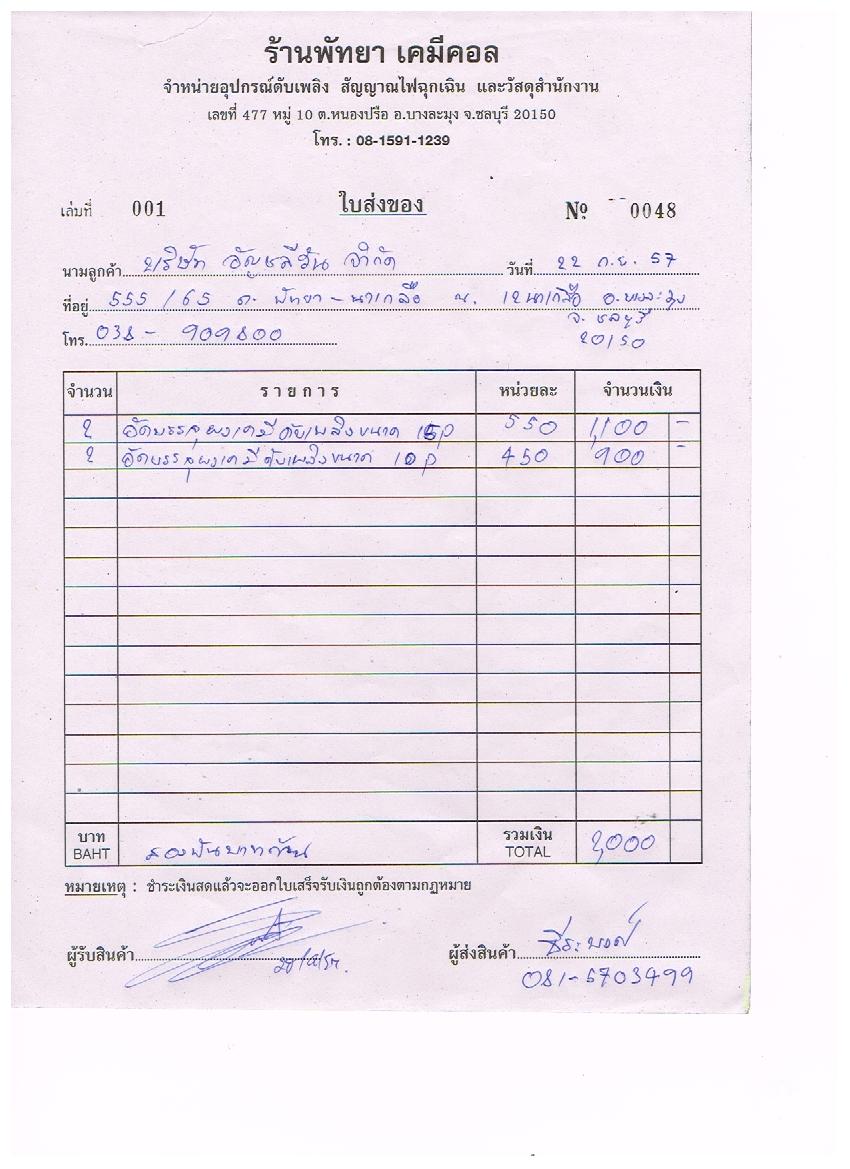 ร้านพัทยา เคมีคอล
จำหน่ายอุปกรณ์ดับเพลิง สัญญาณไฟฉุกเฉิน และวัสดุสำนักงาน
เลขที่ 477 หมู่ 10 ต.หนองปรือ อ.บางละมุง จ.ชลบุรี 20150
โทร. : 08-1591-1239
เล่มที่ 001 ใบส่งของ № 0048
นามลูกค้า บริษัท อัญชลีวัน จำกัด วันที่ 22 ก.ย. 57
ที่อยู่ 555/65 ถ. พัทยา - นาเกลือ นาเกลือ อ.บางละมุง
จ. ชลบุรี
โทร. 038 - 909800 20150
จำนวน รายการ หน่วยละ จำนวนเงิน
2 อัดบรรจุผงเคมีดับเพลิงขนาด 15p 550 1,100 -
2 อัดบรรจุผงเคมีดับเพลิงขนาด 10p 450 900 -
บาท สองพันบาทถ้วน รวมเงิน 2,000
BAHT TOTAL
หมายเหตุ : ชำระเงินสดแล้วจะออกใบเสร็จรับเงินถูกต้องตามกฎหมาย
ผู้รับสินค้า ผู้ส่งสินค้า ธีระพงศ์
081-5703499